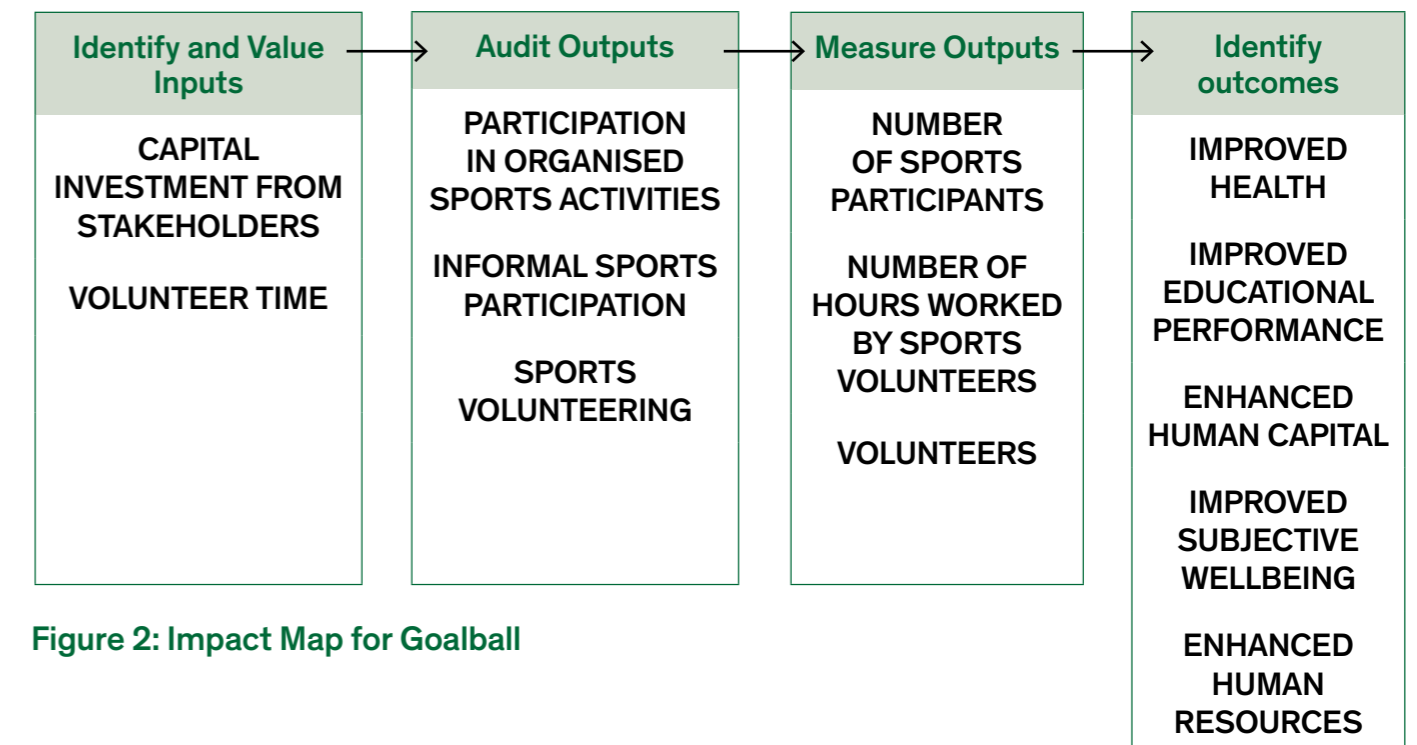 Identify and Value
Inputs
CAPITAL
INVESTMENT FROM
STAKEHOLDERS
VOLUNTEER TIME
Audit Outputs
PARTICIPATION
IN ORGANISED
SPORTS ACTIVITIES
INFORMAL SPORTS
PARTICIPATION
SPORTS
VOLUNTEERING
Measure Outputs
NUMBER
OF SPORTS
PARTICIPANTS
NUMBER OF
HOURS WORKED
BY SPORTS
VOLUNTEERS
VOLUNTEERS
Identify
outcomes
IMPROVED
HEALTH
IMPROVED
EDUCATIONAL
PERFORMANCE
ENHANCED
HUMAN CAPITAL
IMPROVED
SUBJECTIVE
WELLBEING
ENHANCED
HUMAN
RESOURCES
Figure 2: Impact Map for Goalball